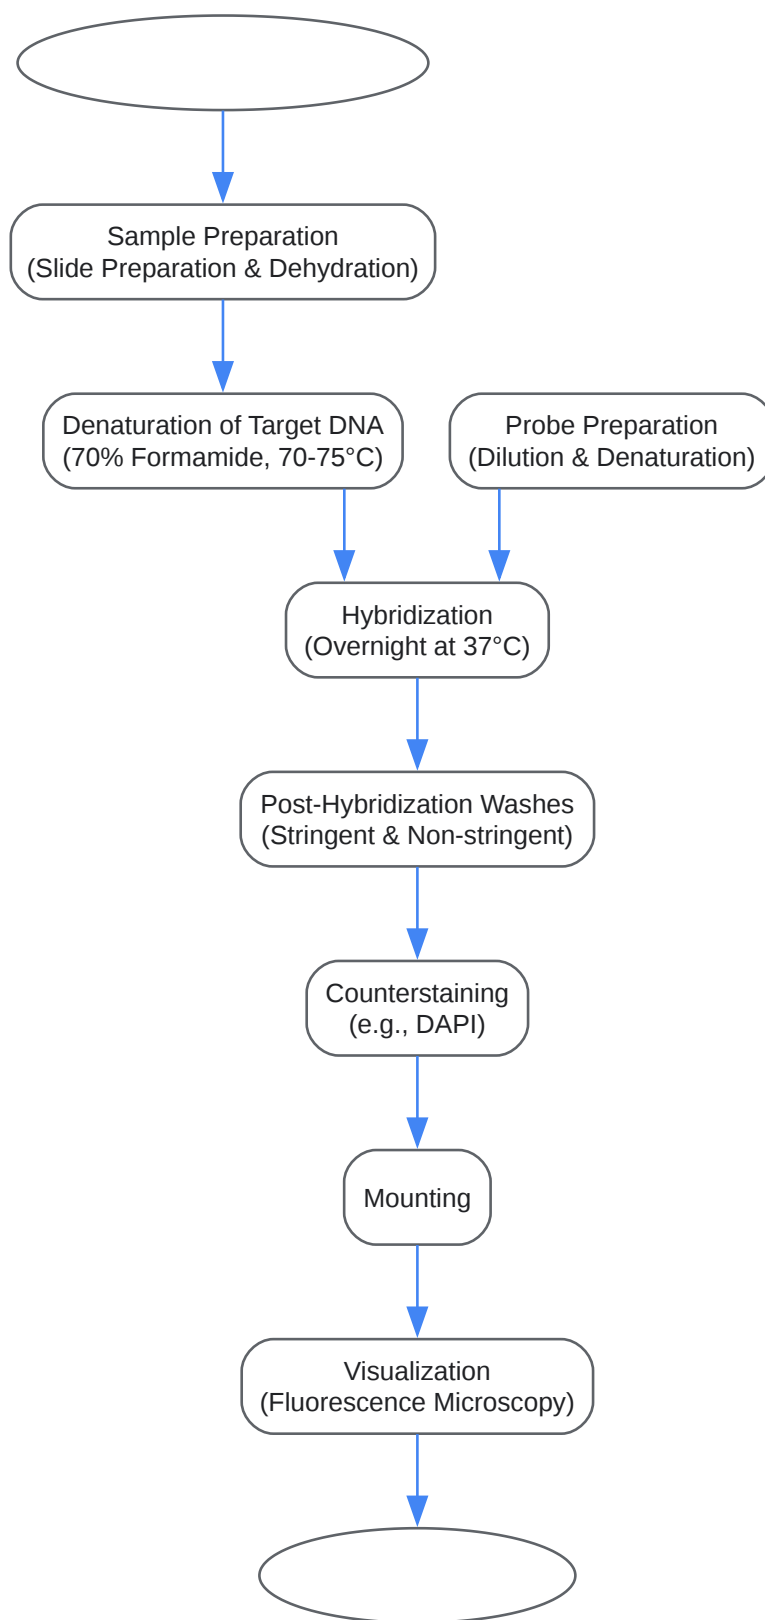 Sample Preparation
(Slide Preparation & Dehydration)
Denaturation of Target DNA
(70% Formamide, 70-75°C)
Probe Preparation
(Dilution & Denaturation)
Hybridization
(Overnight at 37°C)
Post-Hybridization Washes
(Stringent & Non-stringent)
Counterstaining
(e.g., DAPI)
Mounting
Visualization
(Fluorescence Microscopy)